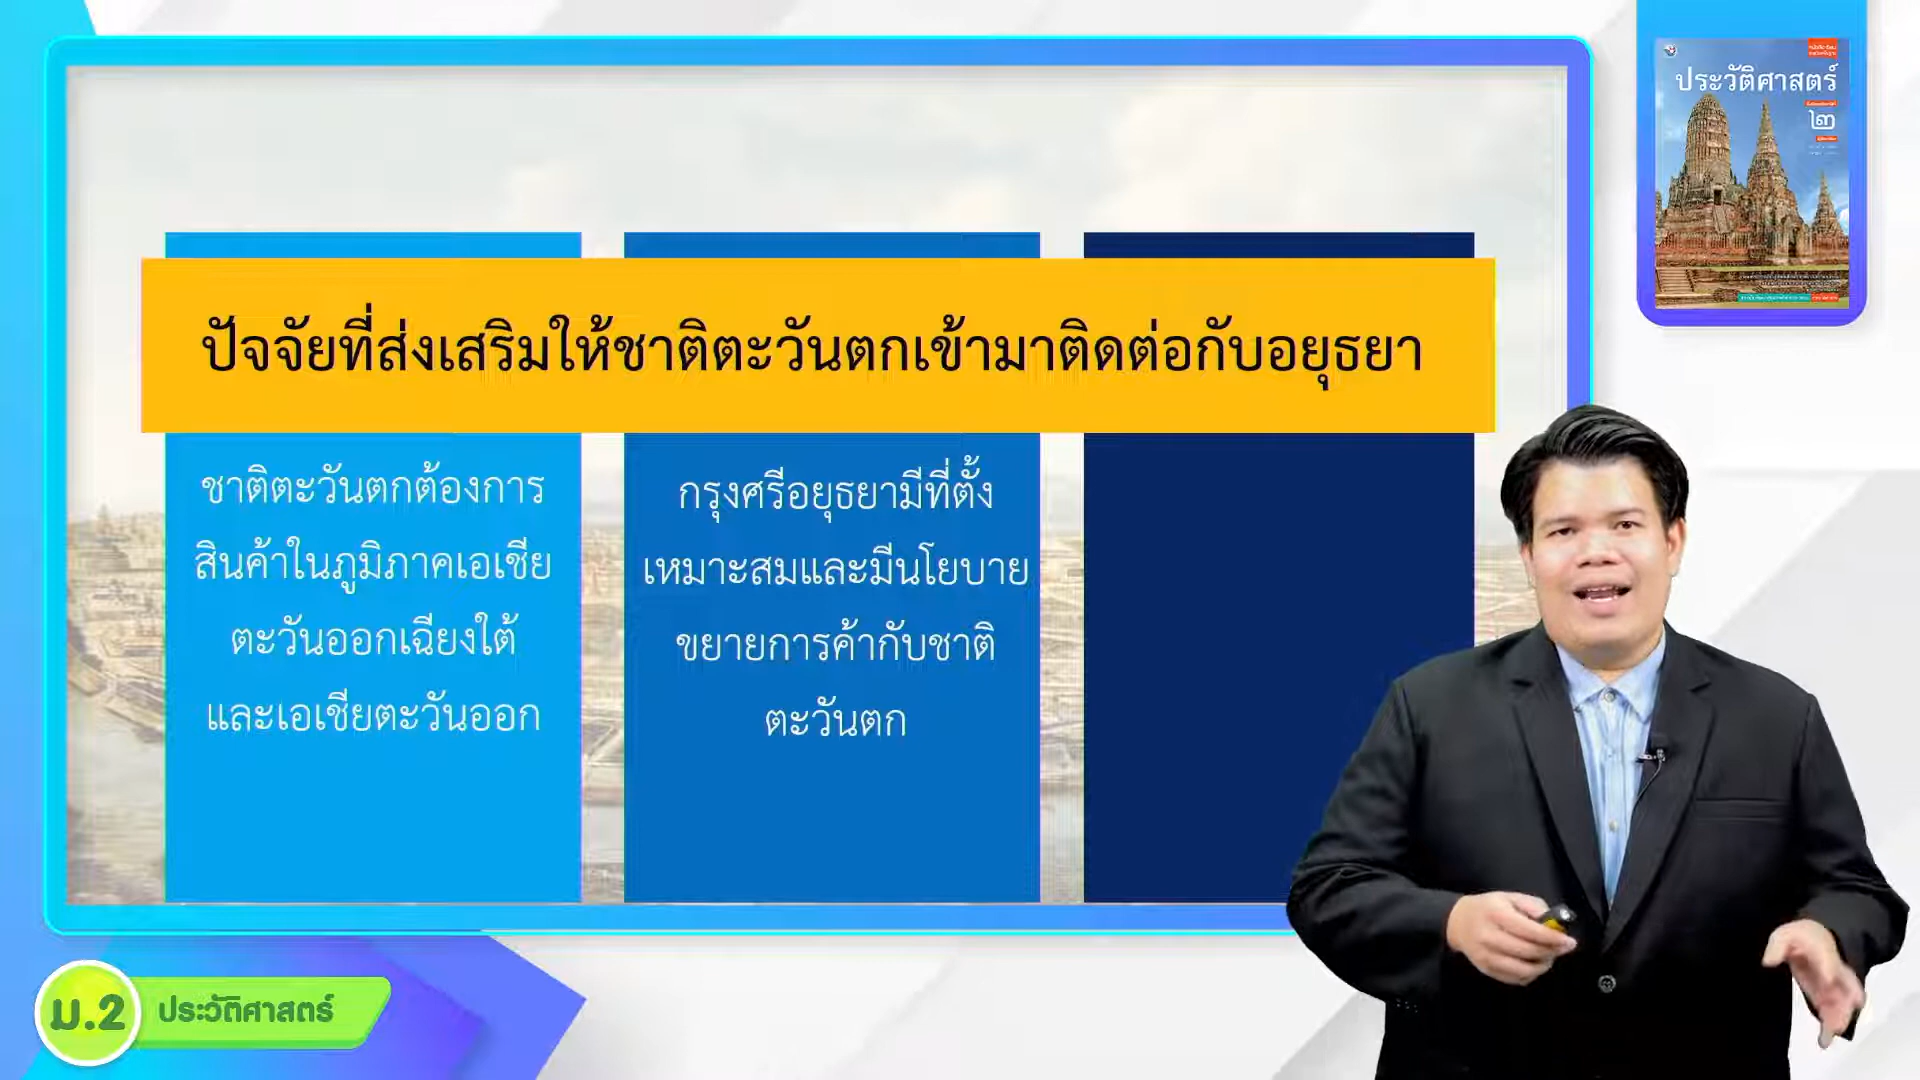 ปัจจัยที่ส่งเสริมให้ชาติตะวันตกเข้ามาติดต่อกับอยุธยา
ชาติตะวันตกต้องการ
สินค้าในภูมิภาคเอเชีย
ตะวันออกเฉียงใต้
และเอเชียตะวันออก
กรุงศรีอยุธยามีที่ตั้ง
เหมาะสมและมีนโยบาย
ขยายการค้ากับชาติ
ตะวันตก
ประวัติศาสตร์
๒
ม.2 ประวัติศาสตร์